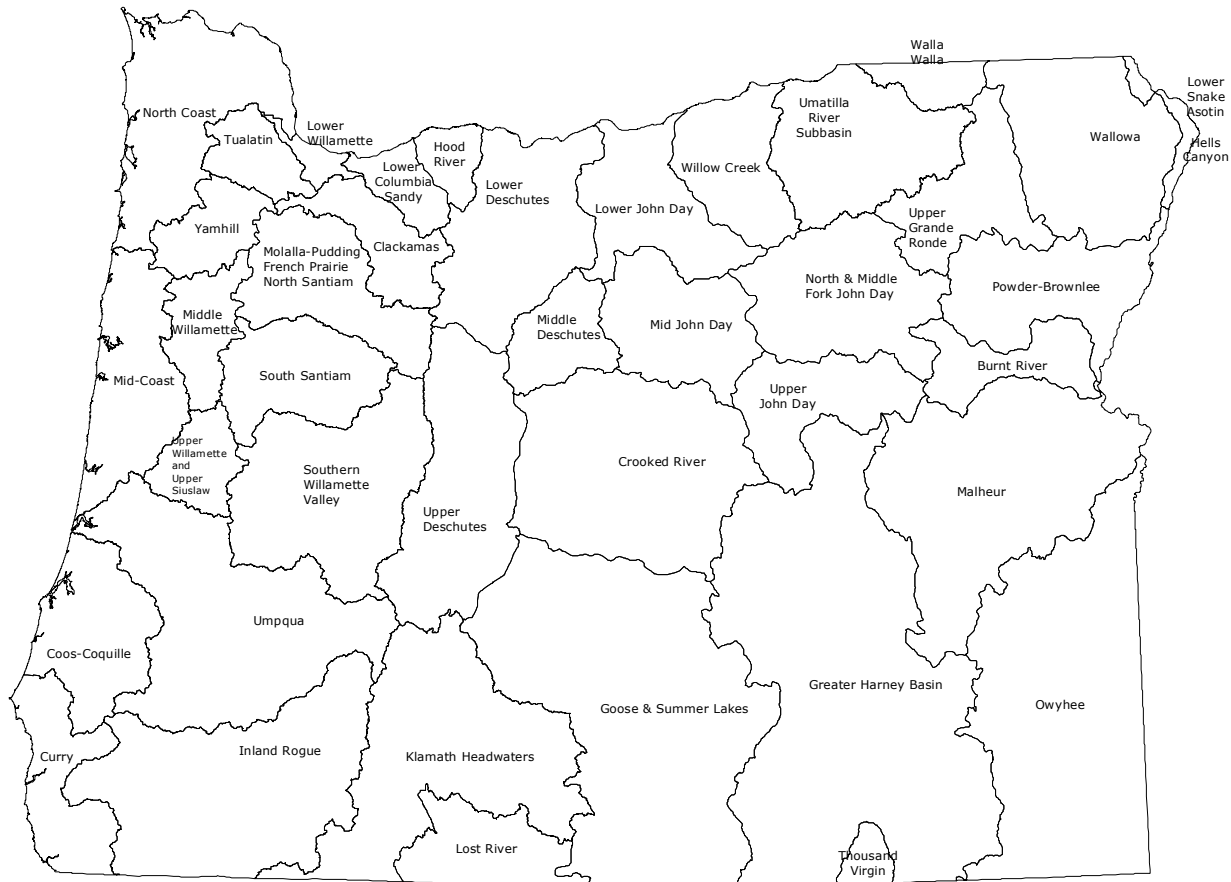 Walla
Walla
Lower
Snake
Asotin
Hells
Canyon
North Coast
Tualatin
Lower
Willamette
Hood
River
Lower
Columbia
Sandy
Lower
Deschutes
Lower John Day
Willow Creek
Umatilla
River
Subbasin
Wallowa
Yamhill
Molalla-Pudding
French Prairie
North Santiam
Clackamas
Upper
Grande
Ronde
North & Middle
Fork John Day
Powder-Brownlee
Middle
Willamette
Middle
Deschutes
Mid John Day
Burnt River
Mid-Coast
South Santiam
Upper
John Day
Upper
Willamette
and
Upper
Siuslaw
Southern
Willamette
Valley
Crooked River
Malheur
Upper
Deschutes
Umpqua
Coos-Coquille
Greater Harney Basin
Goose & Summer Lakes
Owyhee
Curry
Inland Rogue
Klamath Headwaters
Lost River
Thousand
Virgin